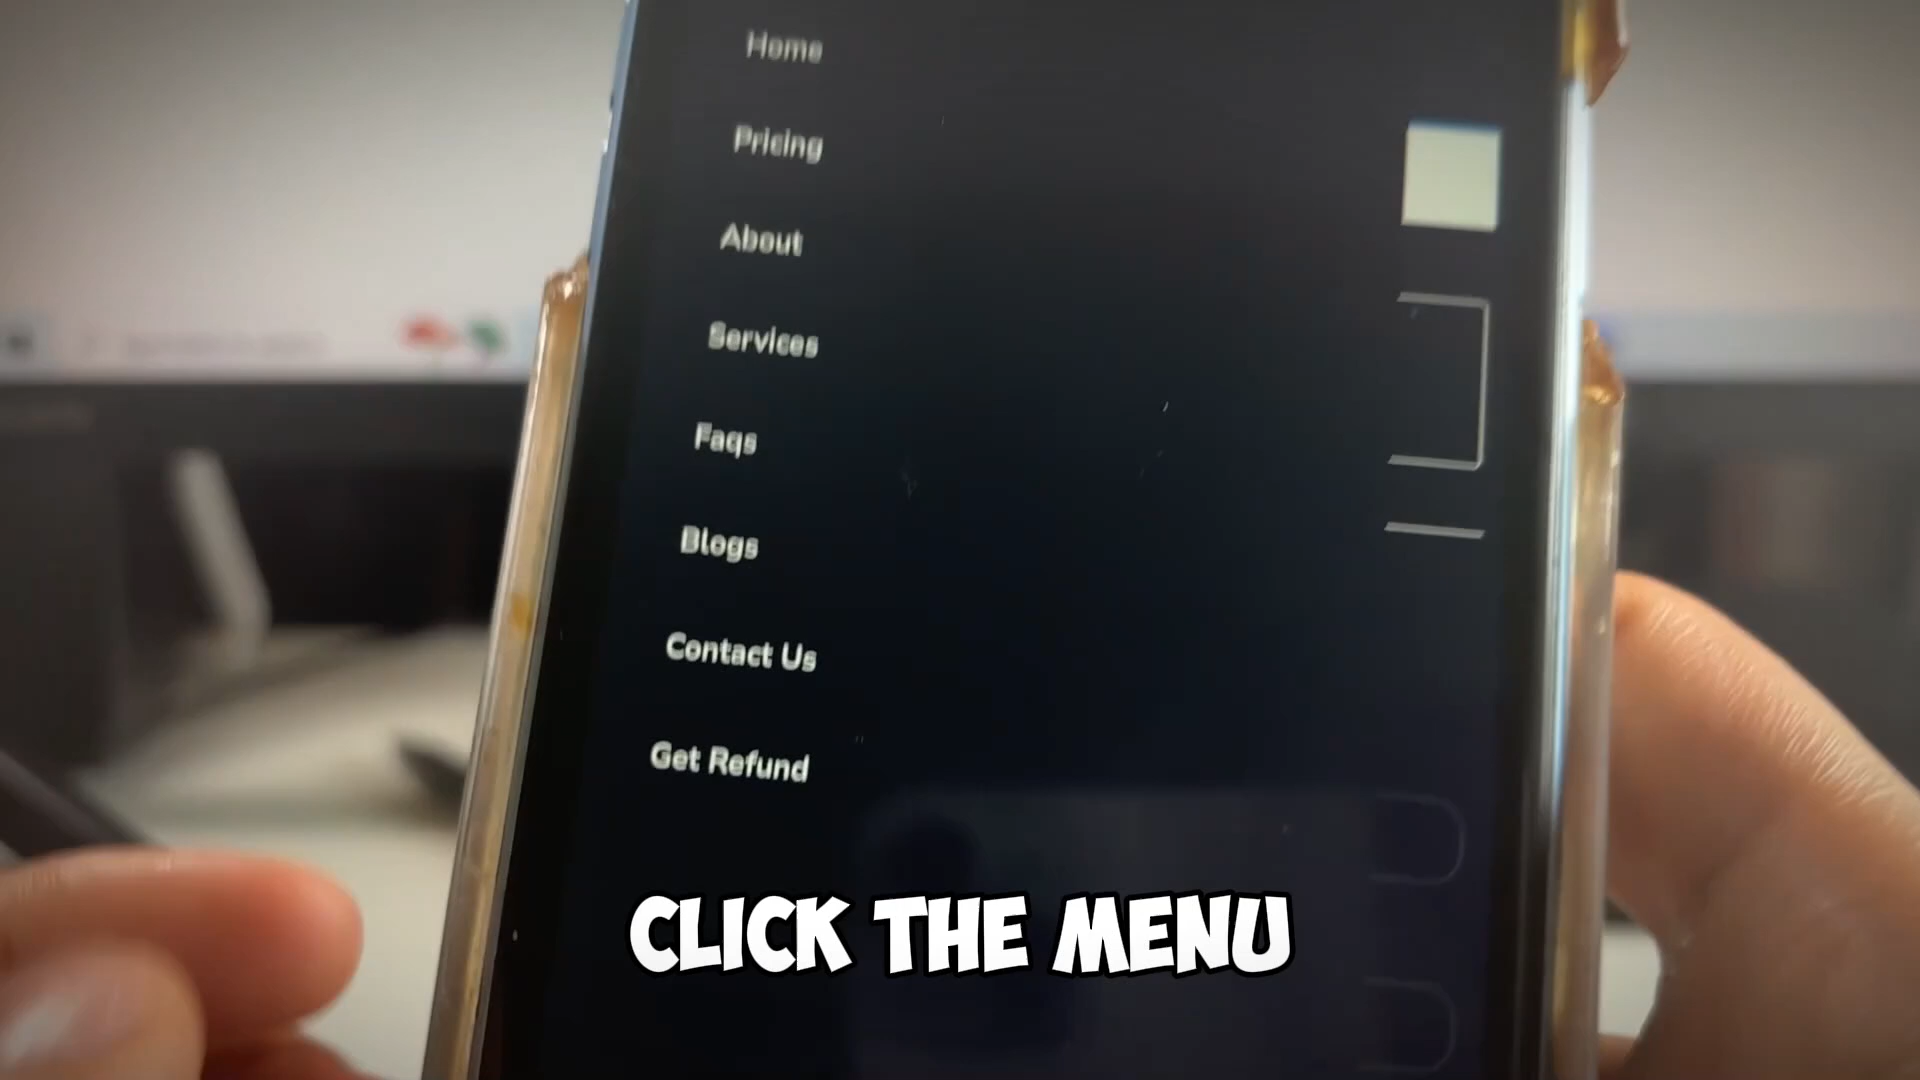 Home
Pricing
About
Services
Faqs
Blogs
Contact Us
Get Refund
CLICK THE MENU